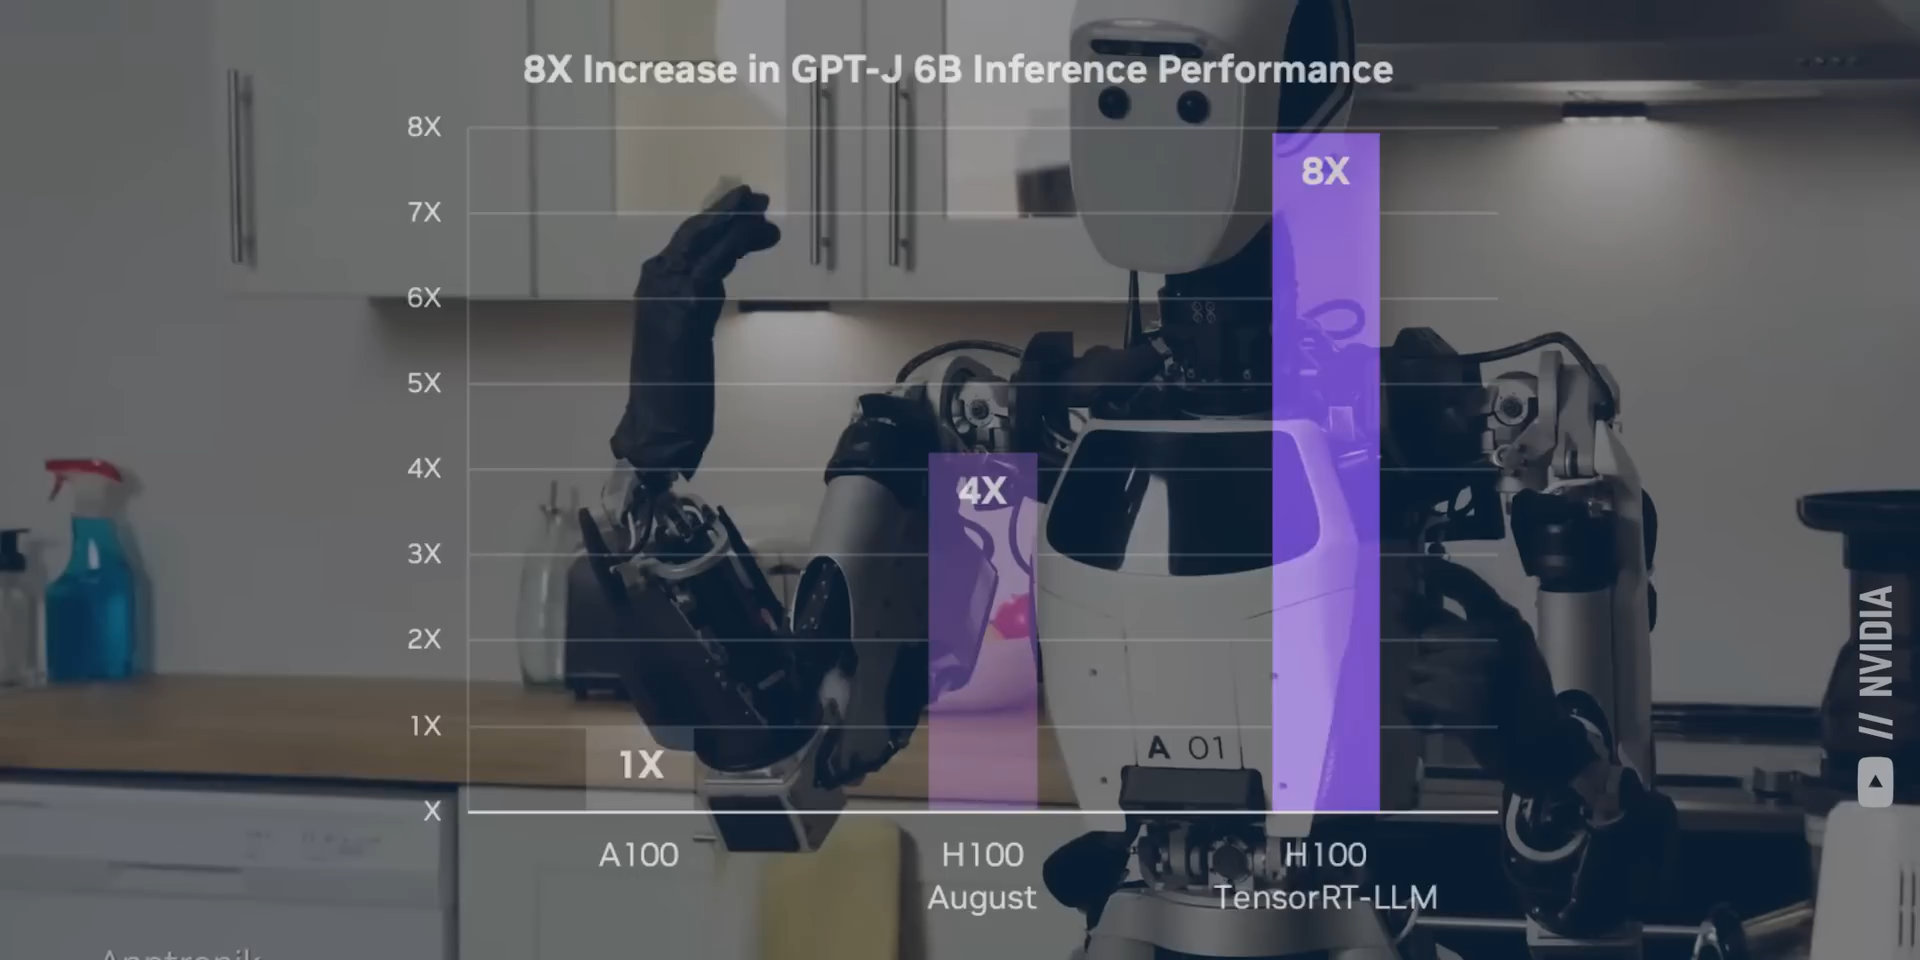 8X Increase in GPT-J 6B Inference Performance
8X
7X
6X
5X
4X
3X
2X
1X
X
1X
4X
8X
A 01
A100
H100
August
H100
TensorRT-LLM
// NVIDIA
Apptronik